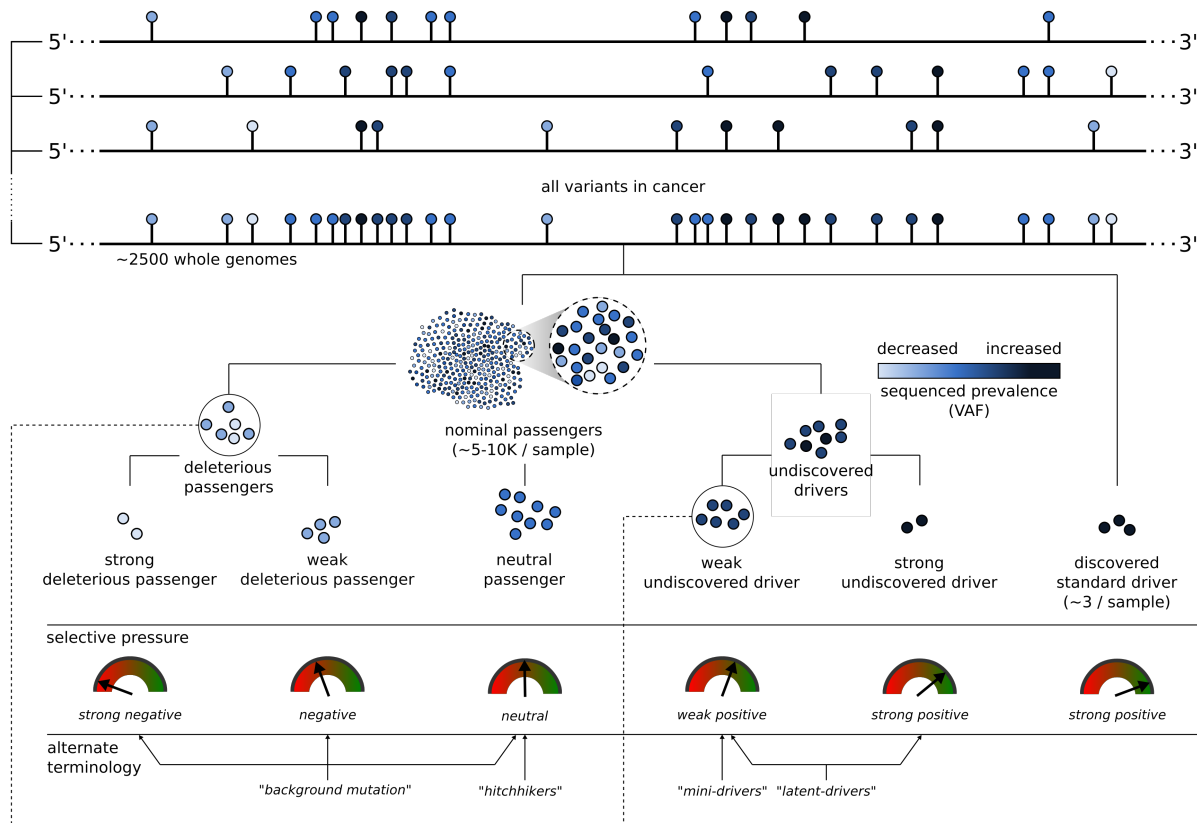 5'··· ···3'
5'··· ···3'
5'··· ···3'
all variants in cancer
5'··· ···3'
~2500 whole genomes
decreased increased
sequenced prevalence
(VAF)
nominal passengers
(~5-10K / sample)
deleterious
passengers
undiscovered
drivers
strong
deleterious passenger
weak
deleterious passenger
neutral
passenger
weak
undiscovered driver
strong
undiscovered driver
discovered
standard driver
(~3 / sample)
selective pressure
strong negative
negative
neutral
weak positive
strong positive
strong positive
alternate
terminology
"background mutation"
"hitchhikers"
"mini-drivers"
"latent-drivers"